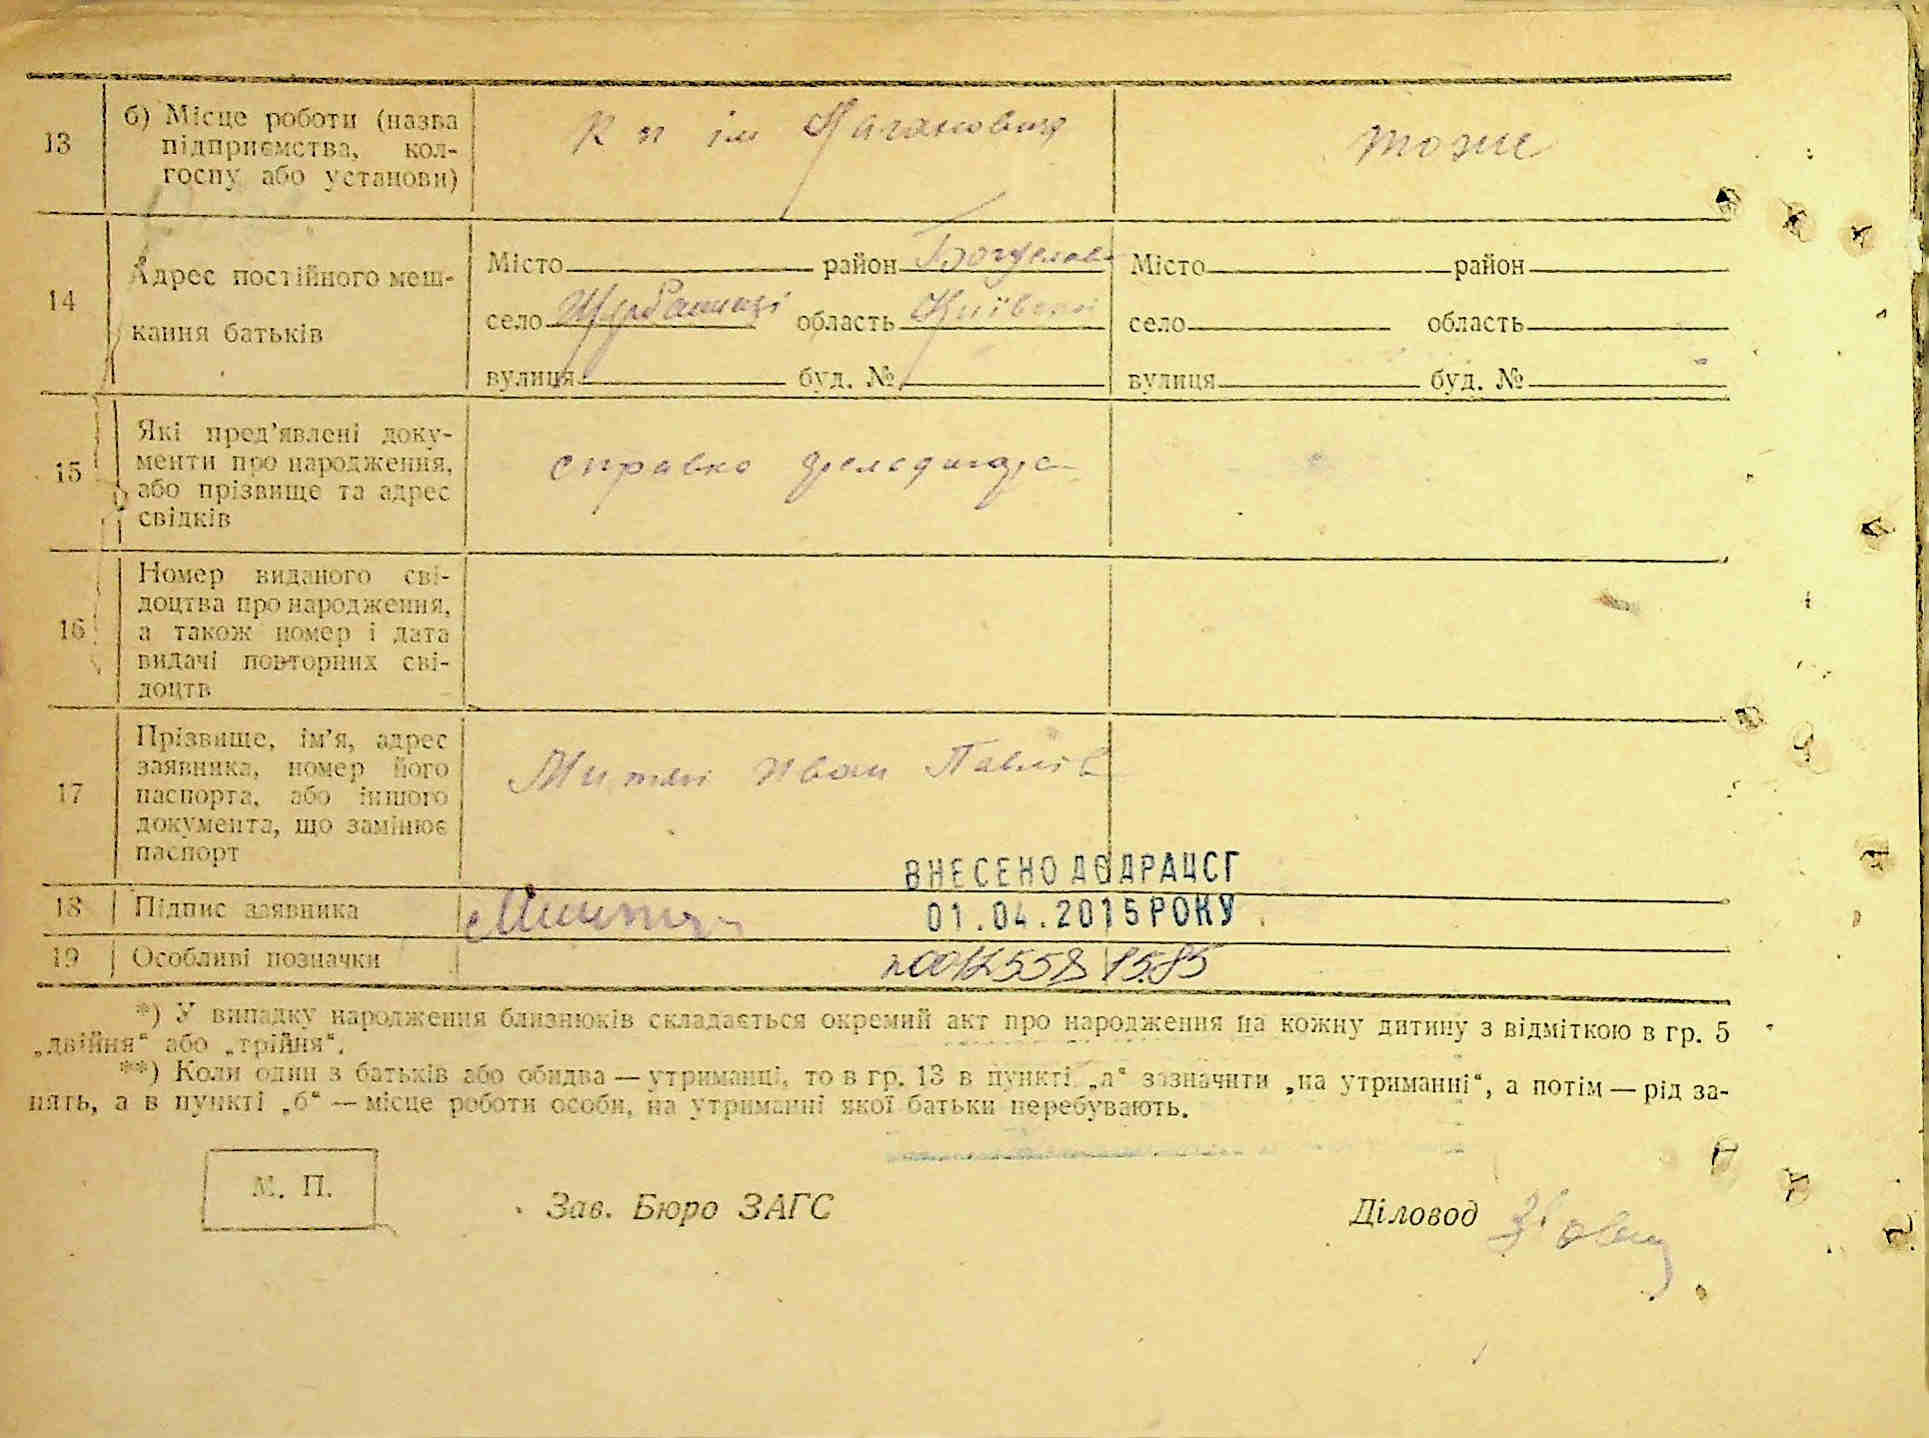 13 б) Місце роботи (назва
підприємства, кол-
госпу або установи)
К п ім Кагановича
тоже
14 Адрес постійного меш-
кання батьків
Місто район Богуслав Місто район
село Щербашинці область Київської село область
вулиця буд. № вулиця буд. №
15 Які пред'явлені доку-
менти про народження,
або прізвище та адрес
свідків
справка
16 Номер виданого сві-
доцтва про народження,
а також номер і дата
видачі повторних сві-
доцтв
17 Прізвище, ім'я, адрес
заявника, номер його
паспорта, або іншого
документа, що замінює
паспорт
Иван Павлів
ВНЕСЕНО ДО ДРАЦСГ
18 Підпис заявника
01.04.2015 РОКУ
19 Особливі позначки
*) У випадку народження близнюків складається окремий акт про народження на кожну дитину з відміткою в гр. 5
„двійня“ або „трійня“.
**) Коли один з батьків або обидва — утриманці, то в гр. 13 в пункті „а“ зазначити „на утриманні“, а потім — рід за-
нять, а в пункті „б“ — місце роботи особи, на утриманні якої батьки перебувають.
М. П.
Зав. Бюро ЗАГС
Діловод